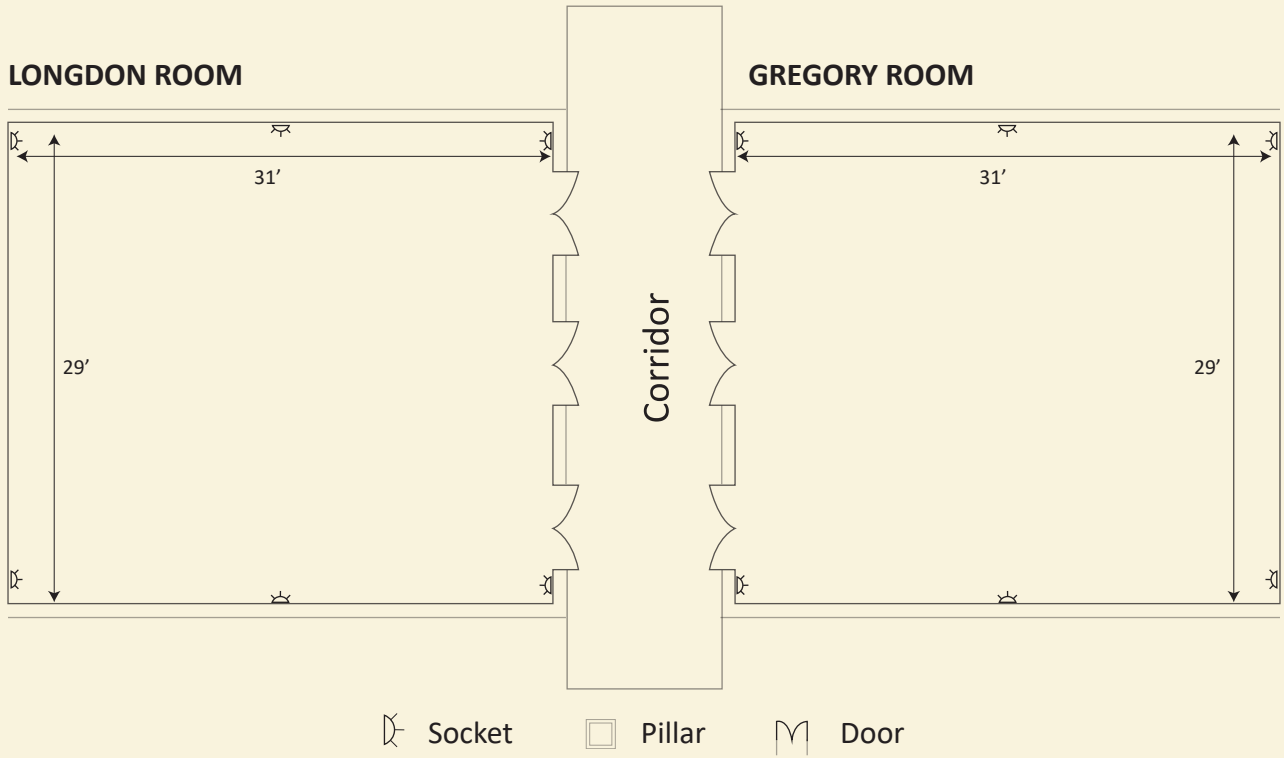 LONGDON ROOM
GREGORY ROOM
31’
31’
29’
Corridor
29’
Socket
Pillar
Door